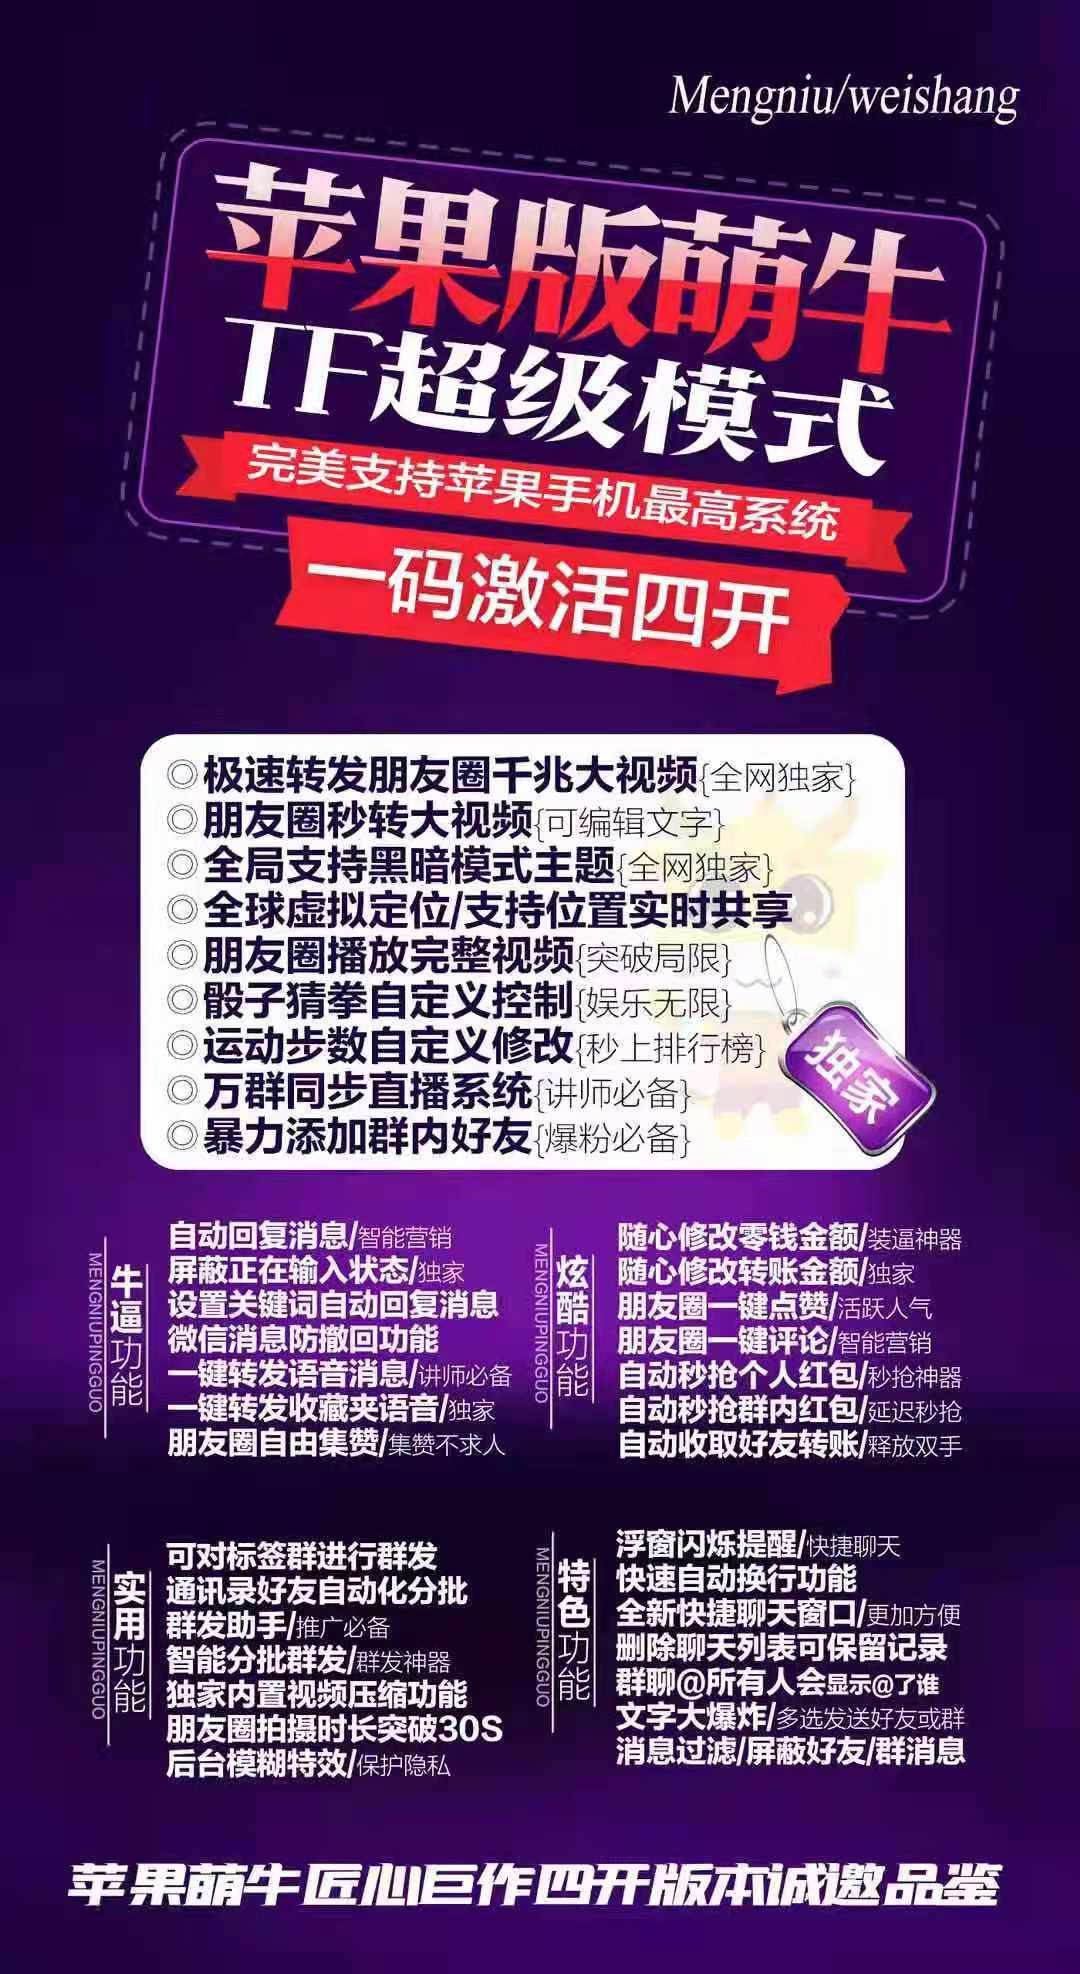 Mengniu/weishang
苹果版萌牛
TF超级模式
完美支持苹果手机最高系统
一码激活四开
◎极速转发朋友圈千兆大视频{全网独家}
◎朋友圈秒转大视频{可编辑文字}
◎全局支持黑暗模式主题{全网独家}
◎全球虚拟定位/支持位置实时共享
◎朋友圈播放完整视频{突破局限}
◎骰子猜拳自定义控制{娱乐无限}
◎运动步数自定义修改{秒上排行榜}
◎万群同步直播系统{讲师必备}
◎暴力添加群内好友{爆粉必备}
独家
MENGNIUPINGGUO
牛逼功能
自动回复消息/智能营销
屏蔽正在输入状态/独家
设置关键词自动回复消息
微信消息防撤回功能
一键转发语音消息/讲师必备
一键转发收藏夹语音/独家
朋友圈自由集赞/集赞不求人
MENGNIUPINGGUO
炫酷功能
随心修改零钱金额/装逼神器
随心修改转账金额/独家
朋友圈一键点赞/活跃人气
朋友圈一键评论/智能营销
自动秒抢个人红包/秒抢神器
自动秒抢群内红包/延迟秒抢
自动收取好友转账/释放双手
MENGNIUPINGGUO
实用功能
可对标签群进行群发
通讯录好友自动化分批
群发助手/推广必备
智能分批群发/群发神器
独家内置视频压缩功能
朋友圈拍摄时长突破30S
后台模糊特效/保护隐私
MENGNIUPINGGUO
特色功能
浮窗闪烁提醒/快捷聊天
快速自动换行功能
全新快捷聊天窗口/更加方便
删除聊天列表可保留记录
群聊@所有人会显示@了谁
文字大爆炸/多选发送好友或群
消息过滤/屏蔽好友/群消息
苹果萌牛匠心巨作四开版本诚邀品鉴